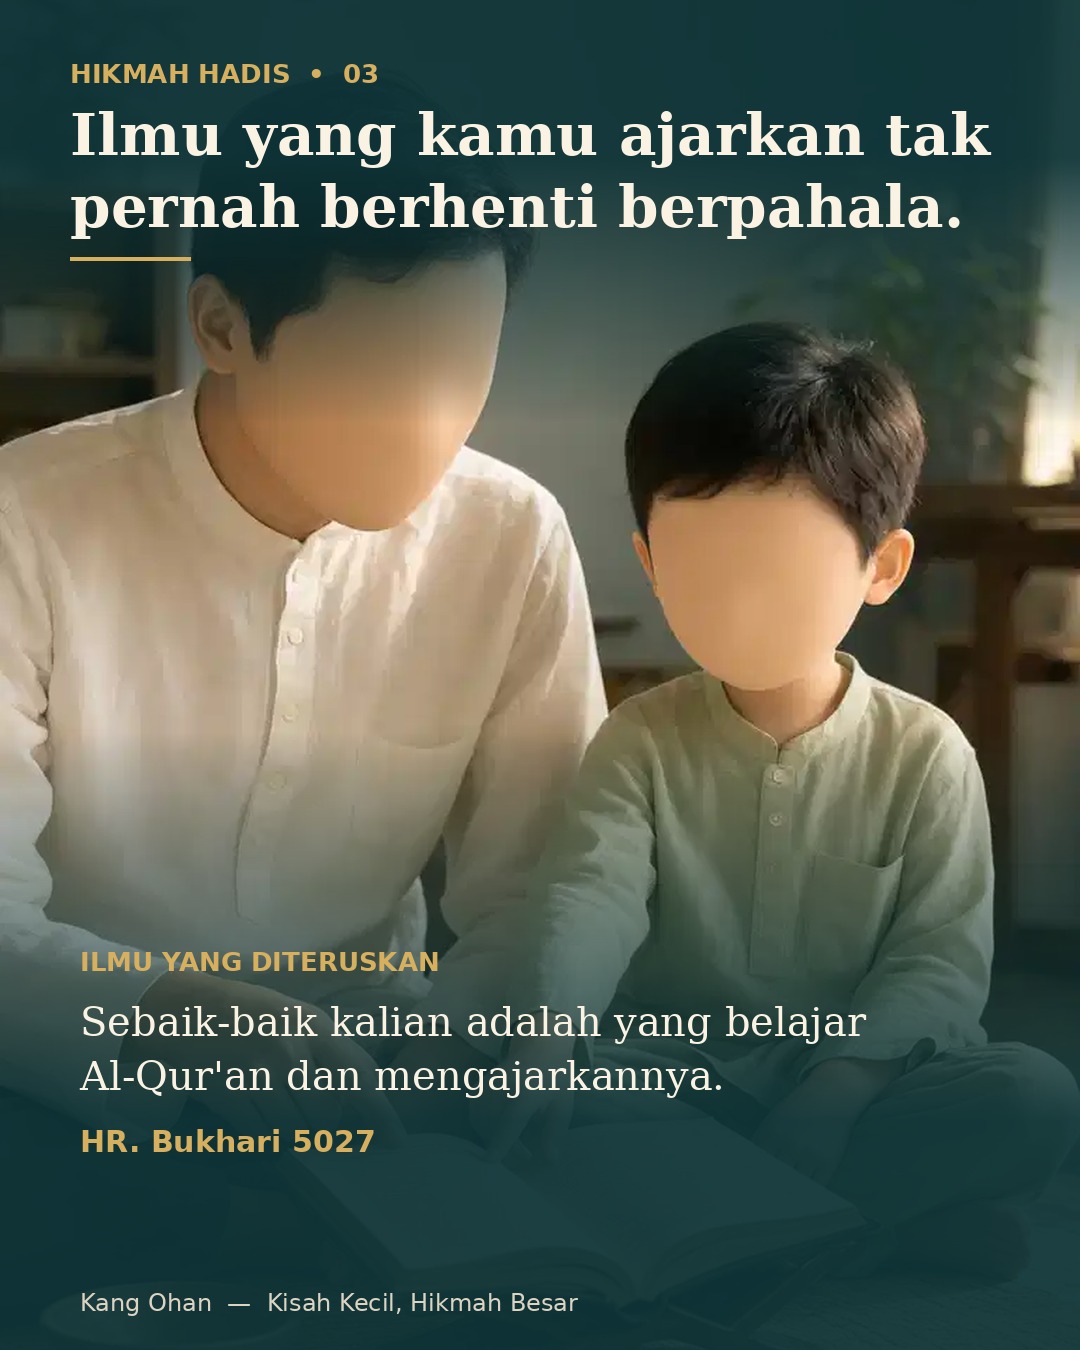 HIKMAH HADIS • 03
Ilmu yang kamu ajarkan tak
pernah berhenti berpahala.
ILMU YANG DITERUSKAN
Sebaik-baik kalian adalah yang belajar
Al-Qur'an dan mengajarkannya.
HR. Bukhari 5027
Kang Ohan — Kisah Kecil, Hikmah Besar